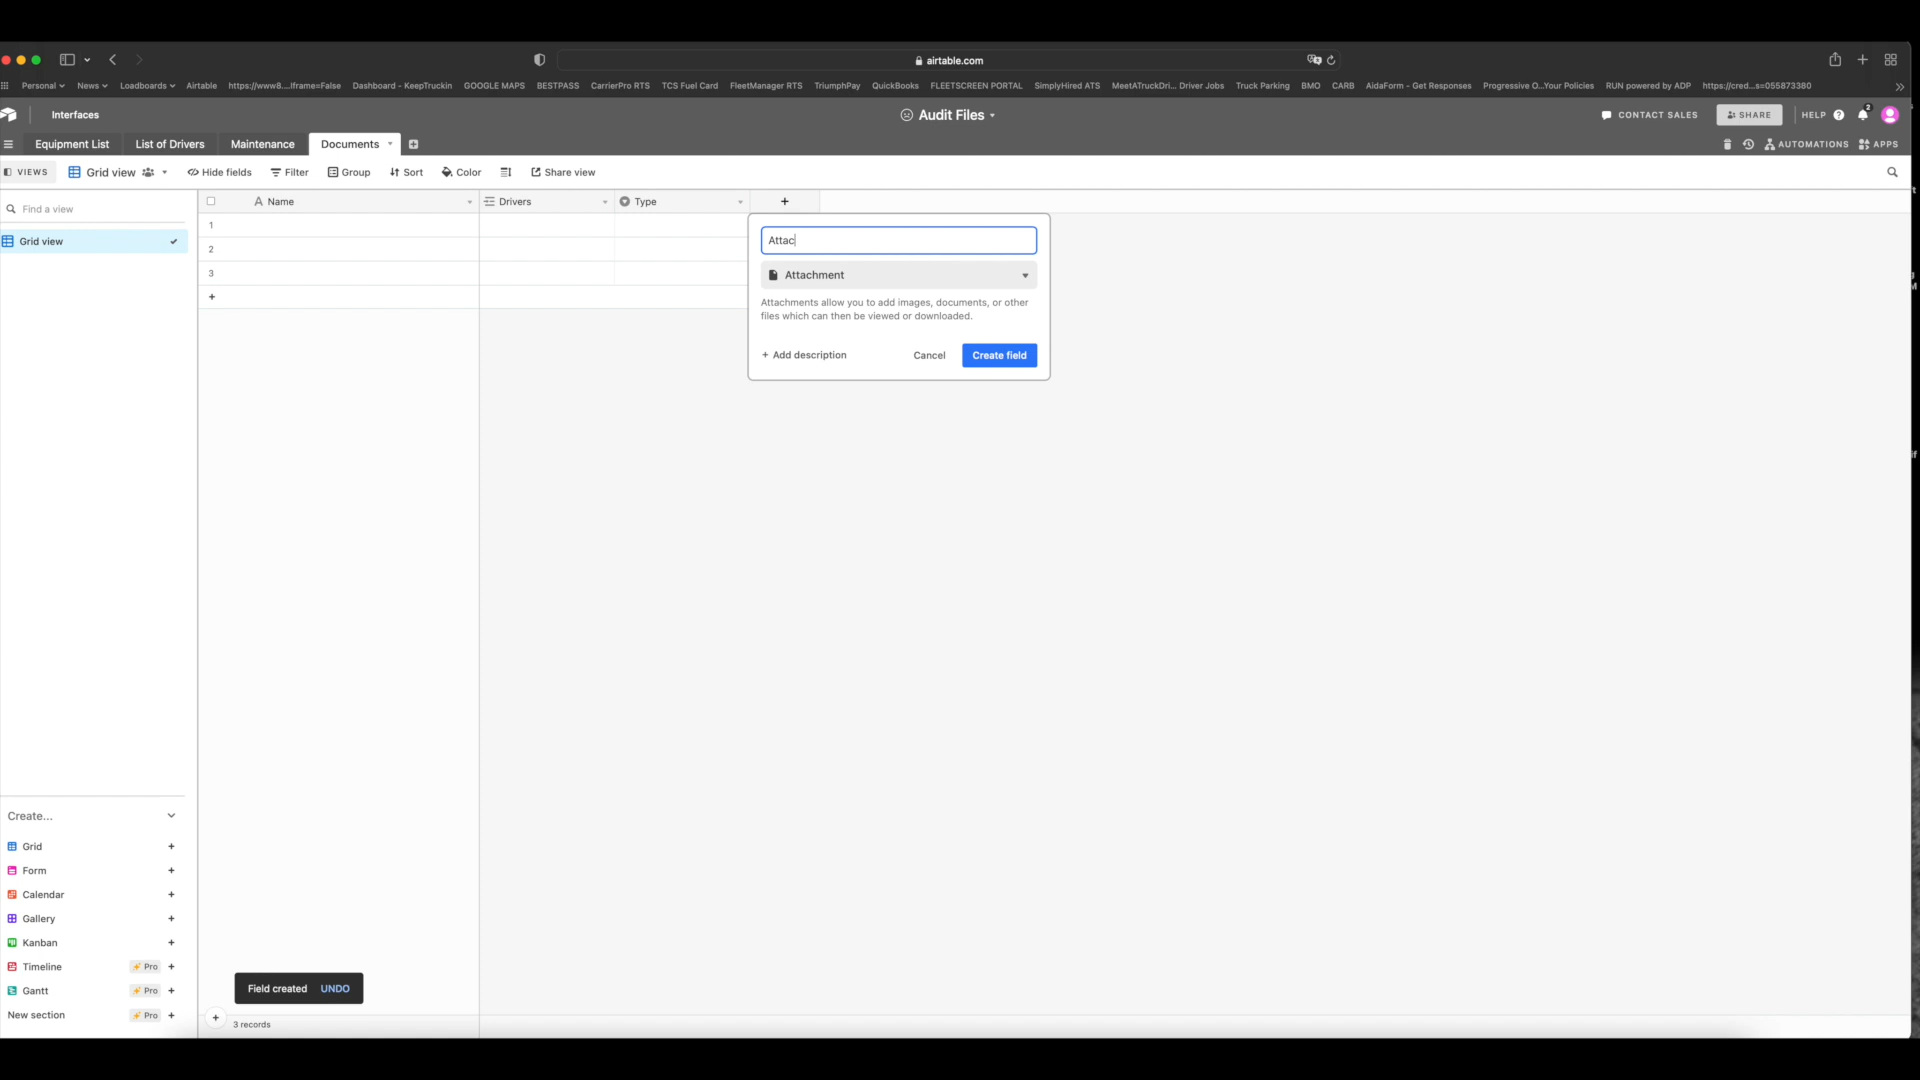 airtable.com
Personal News Loadboards Airtable https://www8....Iframe=False Dashboard - KeepTruckin GOOGLE MAPS BESTPASS CarrierPro RTS TCS Fuel Card FleetManager RTS TriumphPay QuickBooks FLEETSCREEN PORTAL SimplyHired ATS MeetATruckDri... Driver Jobs Truck Parking BMO CARB AidaForm - Get Responses Progressive O...Your Policies RUN powered by ADP https://cred...s=055873380
Interfaces Audit Files CONTACT SALES SHARE HELP 2
Equipment List List of Drivers Maintenance Documents AUTOMATIONS APPS
VIEWS Grid view Hide fields Filter Group Sort Color Share view
Find a view
Grid view
Name Drivers Type
1
2
3
Attac
Attachment
Attachments allow you to add images, documents, or other
files which can then be viewed or downloaded.
+ Add description Cancel Create field
Create...
Grid
Form
Calendar
Gallery
Kanban
Timeline Pro
Gantt Pro
New section Pro
Field created UNDO
3 records